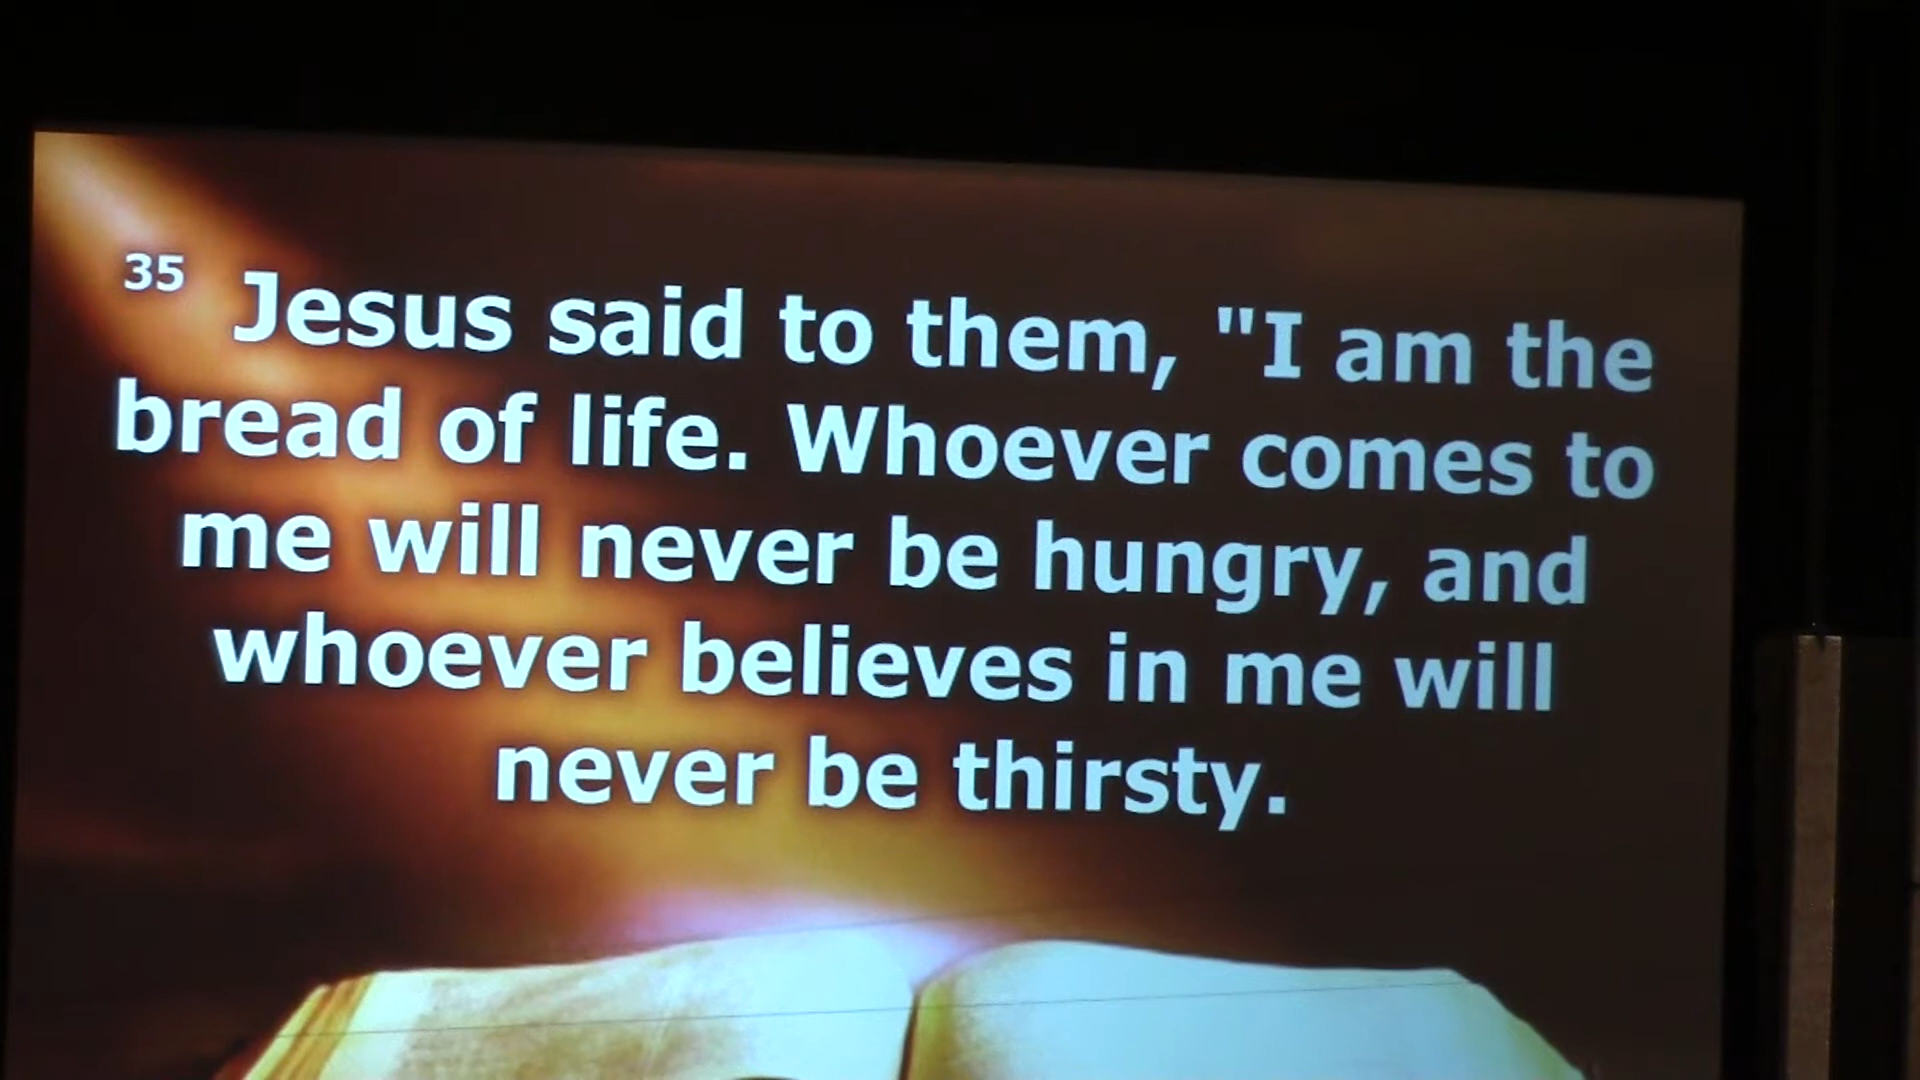 35 Jesus said to them, "I am the
bread of life. Whoever comes to
me will never be hungry, and
whoever believes in me will
never be thirsty.